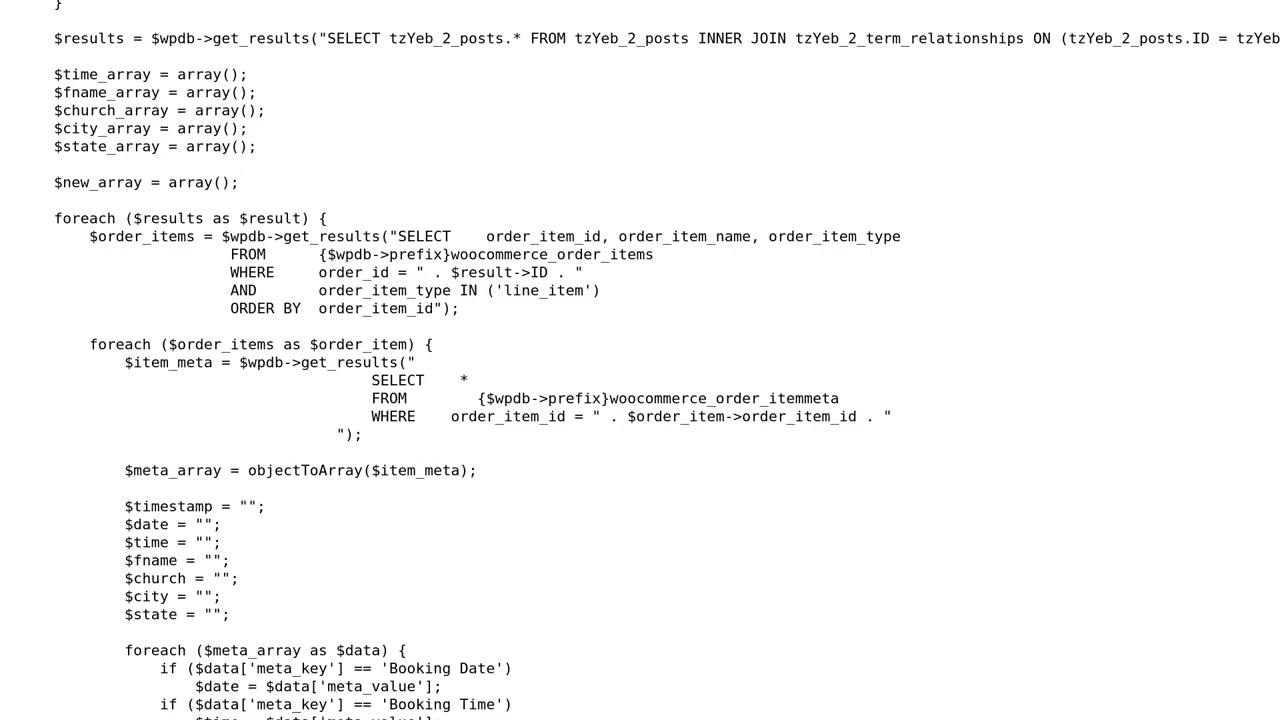 }
$results = $wpdb->get_results("SELECT tzYeb_2_posts.* FROM tzYeb_2_posts INNER JOIN tzYeb_2_term_relationships ON (tzYeb_2_posts.ID = tzYeb
$time_array = array();
$fname_array = array();
$church_array = array();
$city_array = array();
$state_array = array();
$new_array = array();
foreach ($results as $result) {
$order_items = $wpdb->get_results("SELECT    order_item_id, order_item_name, order_item_type
FROM      {$wpdb->prefix}woocommerce_order_items
WHERE     order_id = " . $result->ID . "
AND       order_item_type IN ('line_item')
ORDER BY  order_item_id");
foreach ($order_items as $order_item) {
$item_meta = $wpdb->get_results("
SELECT    *
FROM        {$wpdb->prefix}woocommerce_order_itemmeta
WHERE    order_item_id = " . $order_item->order_item_id . "
");
$meta_array = objectToArray($item_meta);
$timestamp = "";
$date = "";
$time = "";
$fname = "";
$church = "";
$city = "";
$state = "";
foreach ($meta_array as $data) {
if ($data['meta_key'] == 'Booking Date')
$date = $data['meta_value'];
if ($data['meta_key'] == 'Booking Time')